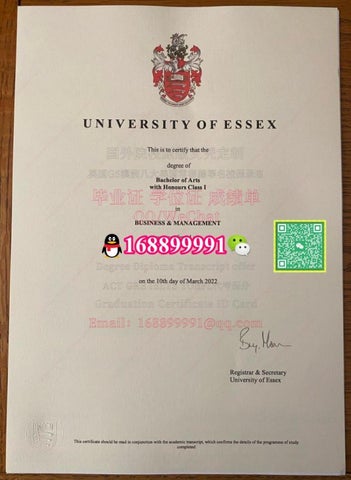 UNIVERSITY OF ESSEX
This is to certify that the
degree of
Bachelor of Arts
with Honours Class I
毕业证 学位证 成绩单
in
QQ/WeChat
BUSINESS & MANAGEMENT
168899991
Degree Diploma Transcript offer
on the 10th day of March 2022
Graduation Certificate ID Card
Email: 168899991@qq.com
Registrar & Secretary
University of Essex
This certificate should be read in conjunction with the academic transcript, which confirms the details of the programme of study
completed